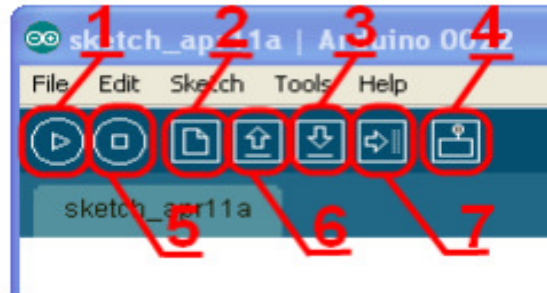 1 2 3 4
sketch_apr11a | Arduino 0022
File Edit Sketch Tools Help
sketch_apr11a
5 6 7